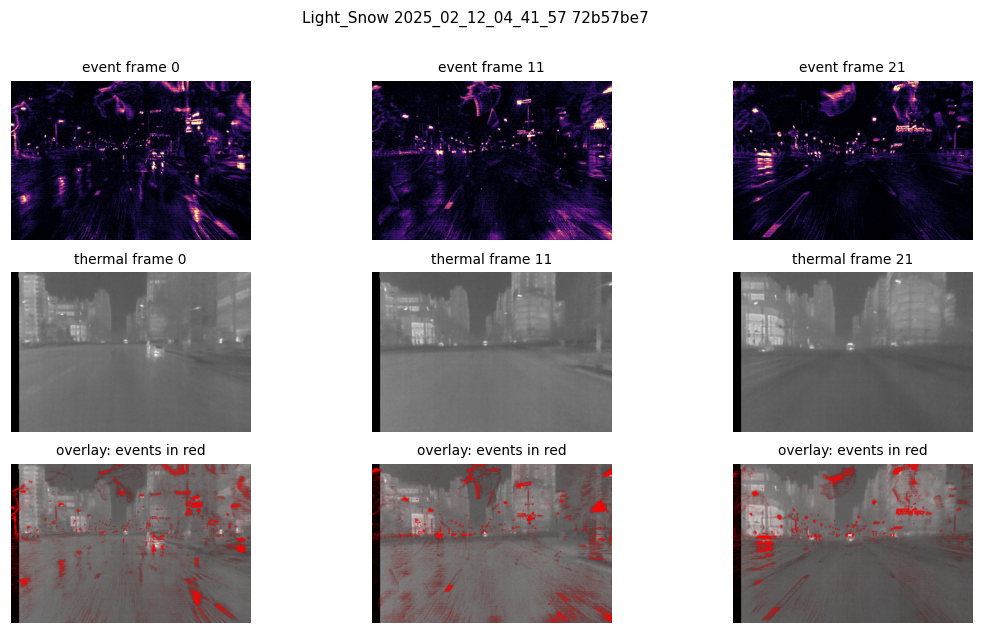 Light_Snow 2025_02_12_04_41_57 72b57be7
event frame 0
event frame 11
event frame 21
thermal frame 0
thermal frame 11
thermal frame 21
overlay: events in red
overlay: events in red
overlay: events in red